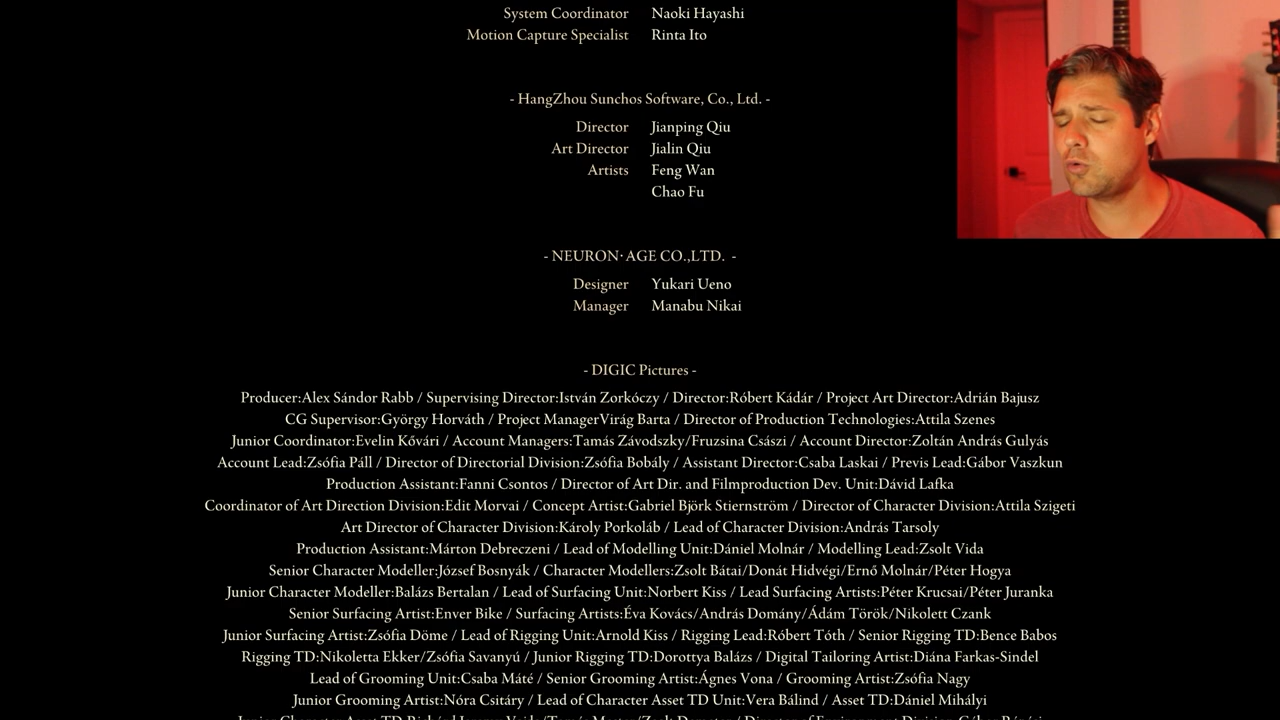 System Coordinator Naoki Hayashi
Motion Capture Specialist Rinta Ito
- HangZhou Sunchos Software, Co., Ltd. -
Director Jianping Qiu
Art Director Jialin Qiu
Artists Feng Wan
Chao Fu
- NEURON·AGE CO.,LTD. -
Designer Yukari Ueno
Manager Manabu Nikai
- DIGIC Pictures -
Producer:Alex Sándor Rabb / Supervising Director:István Zorkóczy / Director:Róbert Kádár / Project Art Director:Adrián Bajusz
CG Supervisor:György Horváth / Project ManagerVirág Barta / Director of Production Technologies:Attila Szenes
Junior Coordinator:Evelin Kővári / Account Managers:Tamás Závodszky/Fruzsina Császi / Account Director:Zoltán András Gulyás
Account Lead:Zsófia Páll / Director of Directorial Division:Zsófia Bobály / Assistant Director:Csaba Laskai / Previs Lead:Gábor Vaszkun
Production Assistant:Fanni Csontos / Director of Art Dir. and Filmproduction Dev. Unit:Dávid Lafka
Coordinator of Art Direction Division:Edit Morvai / Concept Artist:Gabriel Björk Stiernström / Director of Character Division:Attila Szigeti
Art Director of Character Division:Károly Porkoláb / Lead of Character Division:András Tarsoly
Production Assistant:Márton Debreczeni / Lead of Modelling Unit:Dániel Molnár / Modelling Lead:Zsolt Vida
Senior Character Modeller:József Bosnyák / Character Modellers:Zsolt Bátai/Donát Hidvégi/Ernő Molnár/Péter Hogya
Junior Character Modeller:Balázs Bertalan / Lead of Surfacing Unit:Norbert Kiss / Lead Surfacing Artists:Péter Krucsai/Péter Juranka
Senior Surfacing Artist:Enver Bike / Surfacing Artists:Éva Kovács/András Domány/Ádám Török/Nikolett Czank
Junior Surfacing Artist:Zsófia Döme / Lead of Rigging Unit:Arnold Kiss / Rigging Lead:Róbert Tóth / Senior Rigging TD:Bence Babos
Rigging TD:Nikoletta Ekker/Zsófia Savanyú / Junior Rigging TD:Dorottya Balázs / Digital Tailoring Artist:Diána Farkas-Sindel
Lead of Grooming Unit:Csaba Máté / Senior Grooming Artist:Ágnes Vona / Grooming Artist:Zsófia Nagy
Junior Grooming Artist:Nóra Csitáry / Lead of Character Asset TD Unit:Vera Bálind / Asset TD:Dániel Mihályi